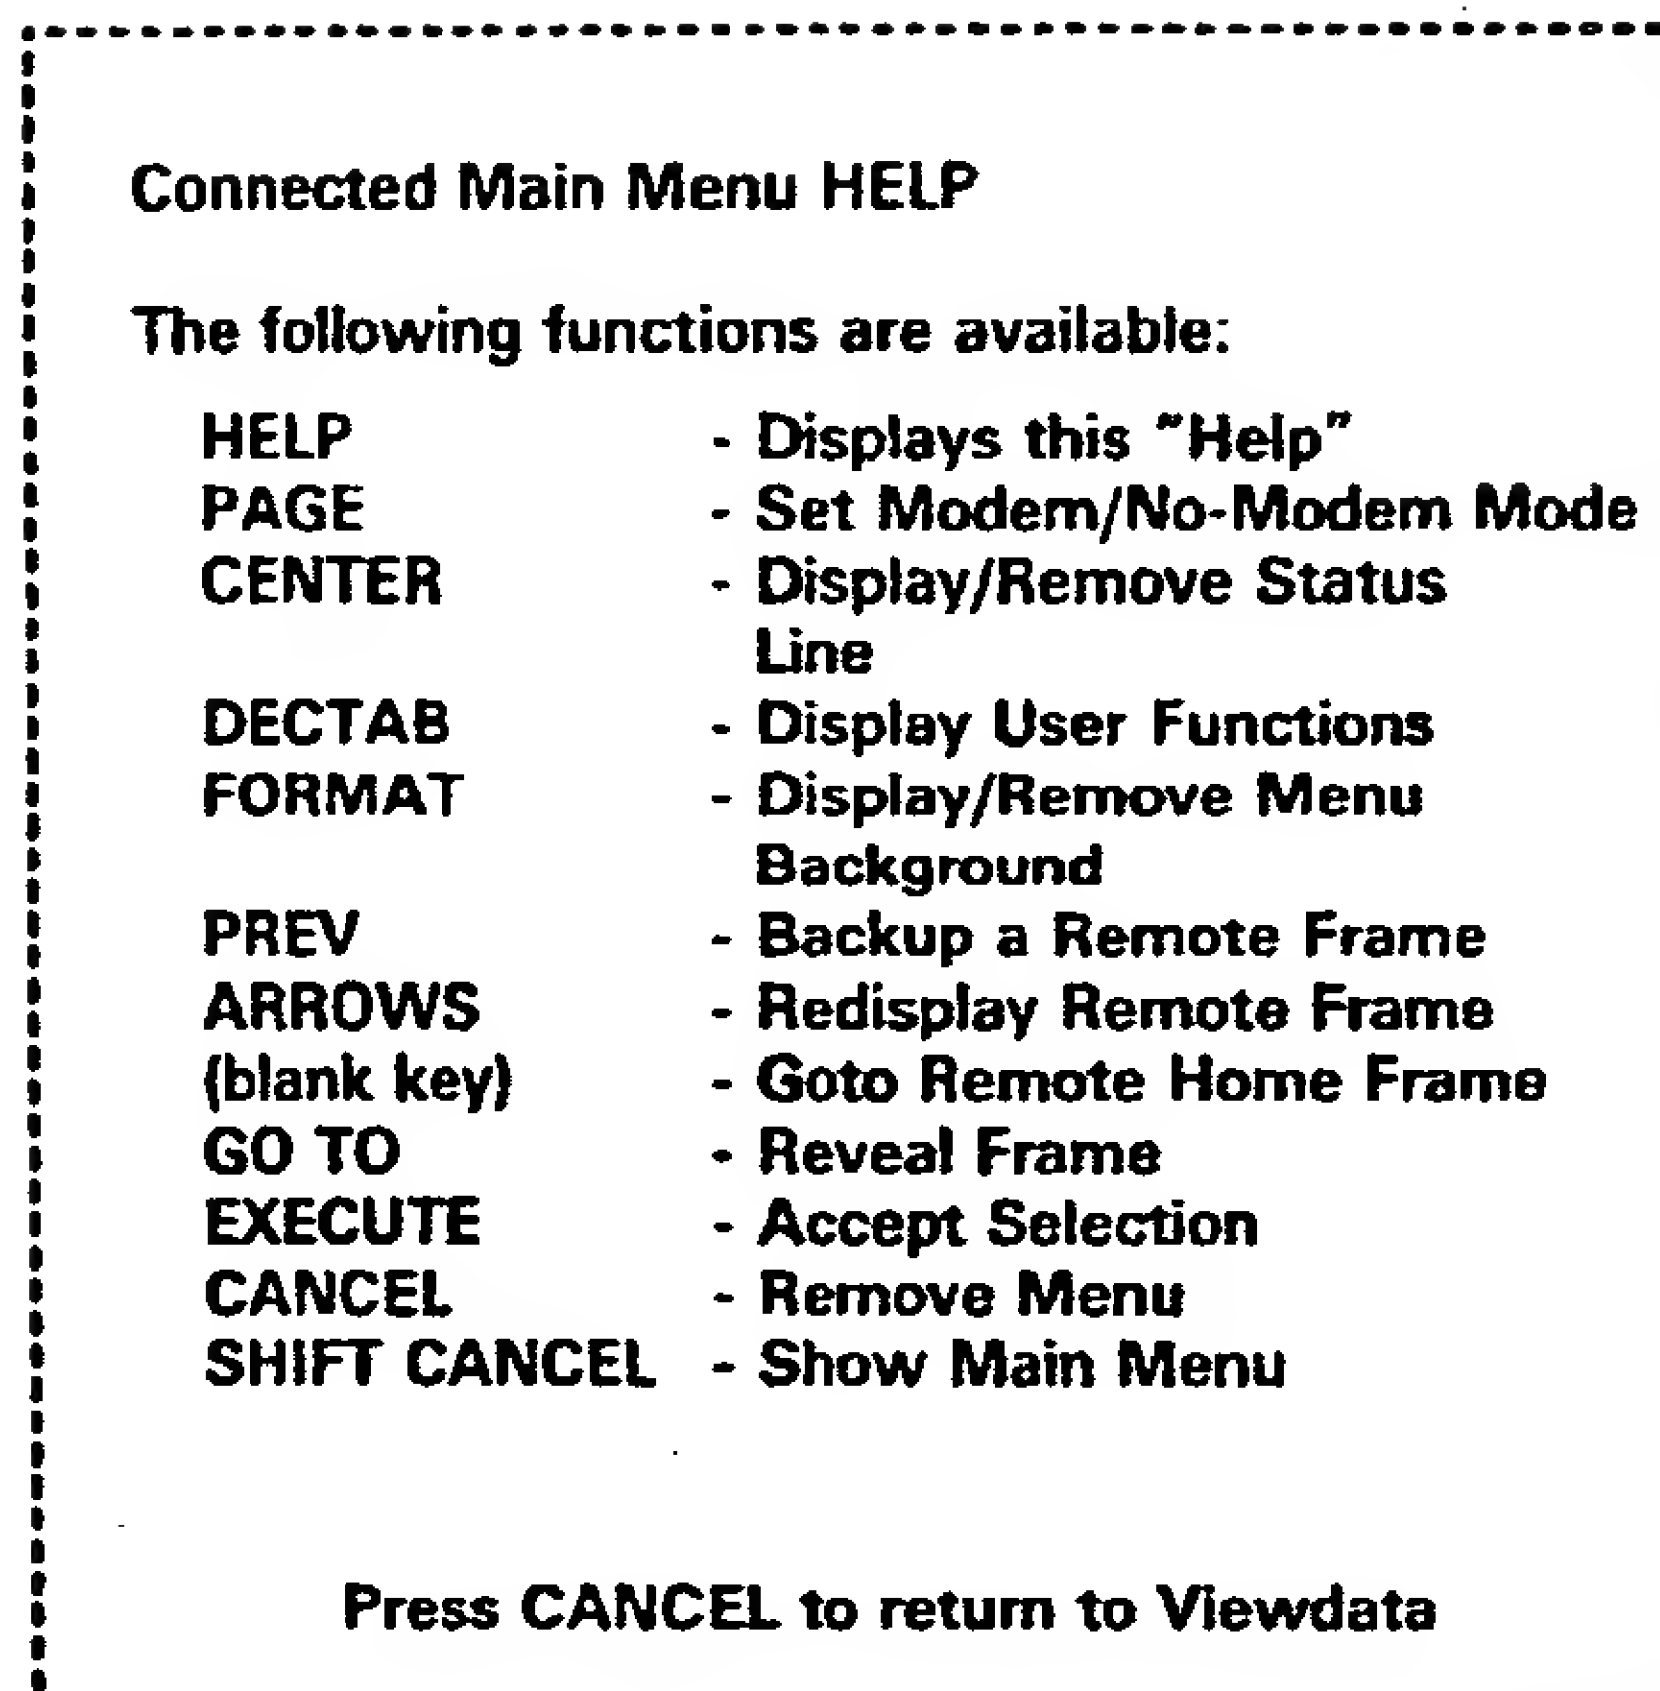 Connected Main Menu HELP
The following functions are available:
HELP - Displays this "Help"
PAGE - Set Modem/No-Modem Mode
CENTER - Display/Remove Status
Line
DECTAB - Display User Functions
FORMAT - Display/Remove Menu
Background
PREV - Backup a Remote Frame
ARROWS - Redisplay Remote Frame
(blank key) - Goto Remote Home Frame
GO TO - Reveal Frame
EXECUTE - Accept Selection
CANCEL - Remove Menu
SHIFT CANCEL - Show Main Menu
Press CANCEL to return to Viewdata